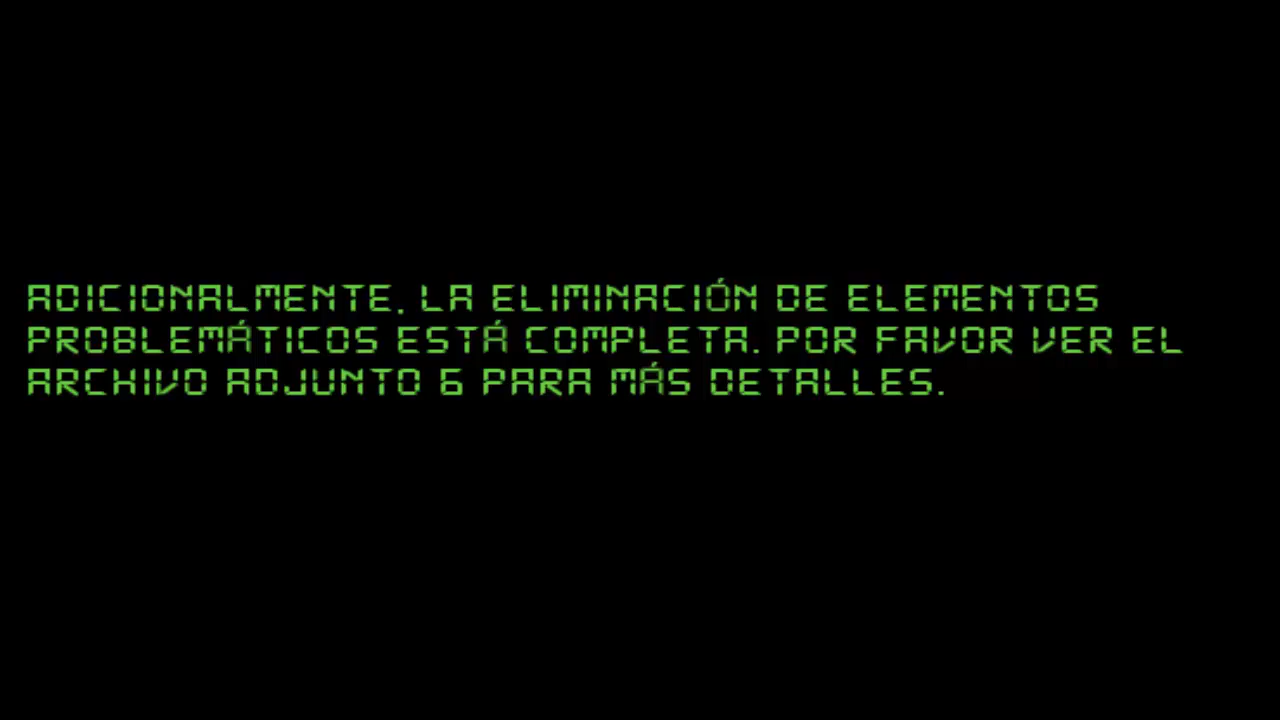 ADICIONALMENTE, LA ELIMINACIÓN DE ELEMENTOS
PROBLEMÁTICOS ESTÁ COMPLETA. POR FAVOR VER EL
ARCHIVO ADJUNTO 6 PARA MÁS DETALLES.